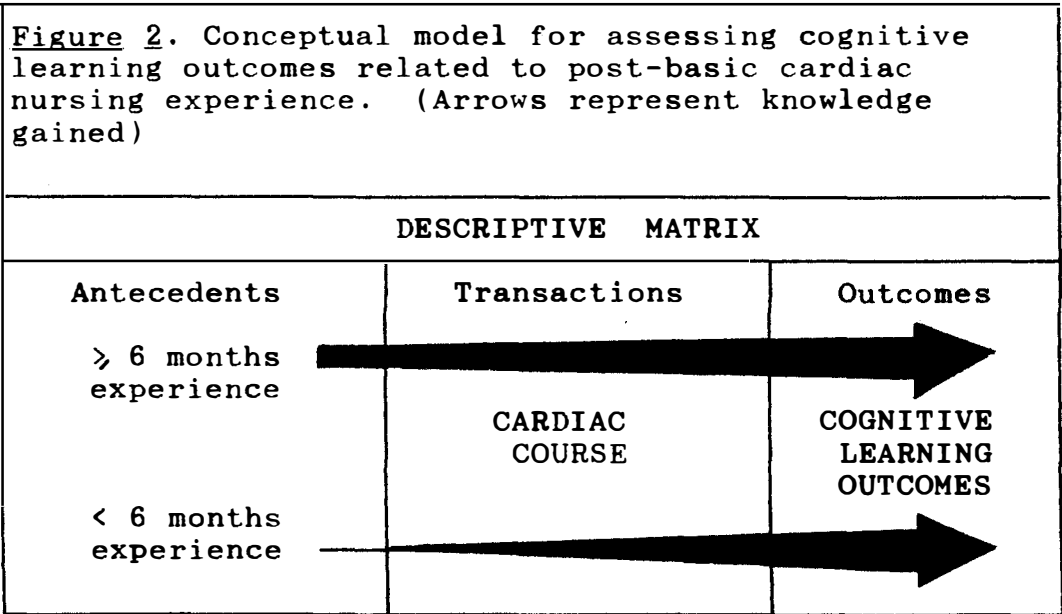 Figure 2. Conceptual model for assessing cognitive
learning outcomes related to post-basic cardiac
nursing experience. (Arrows represent knowledge
gained)
DESCRIPTIVE MATRIX
Antecedents Transactions Outcomes
⩾ 6 months
experience
CARDIAC
COURSE
COGNITIVE
LEARNING
OUTCOMES
< 6 months
experience